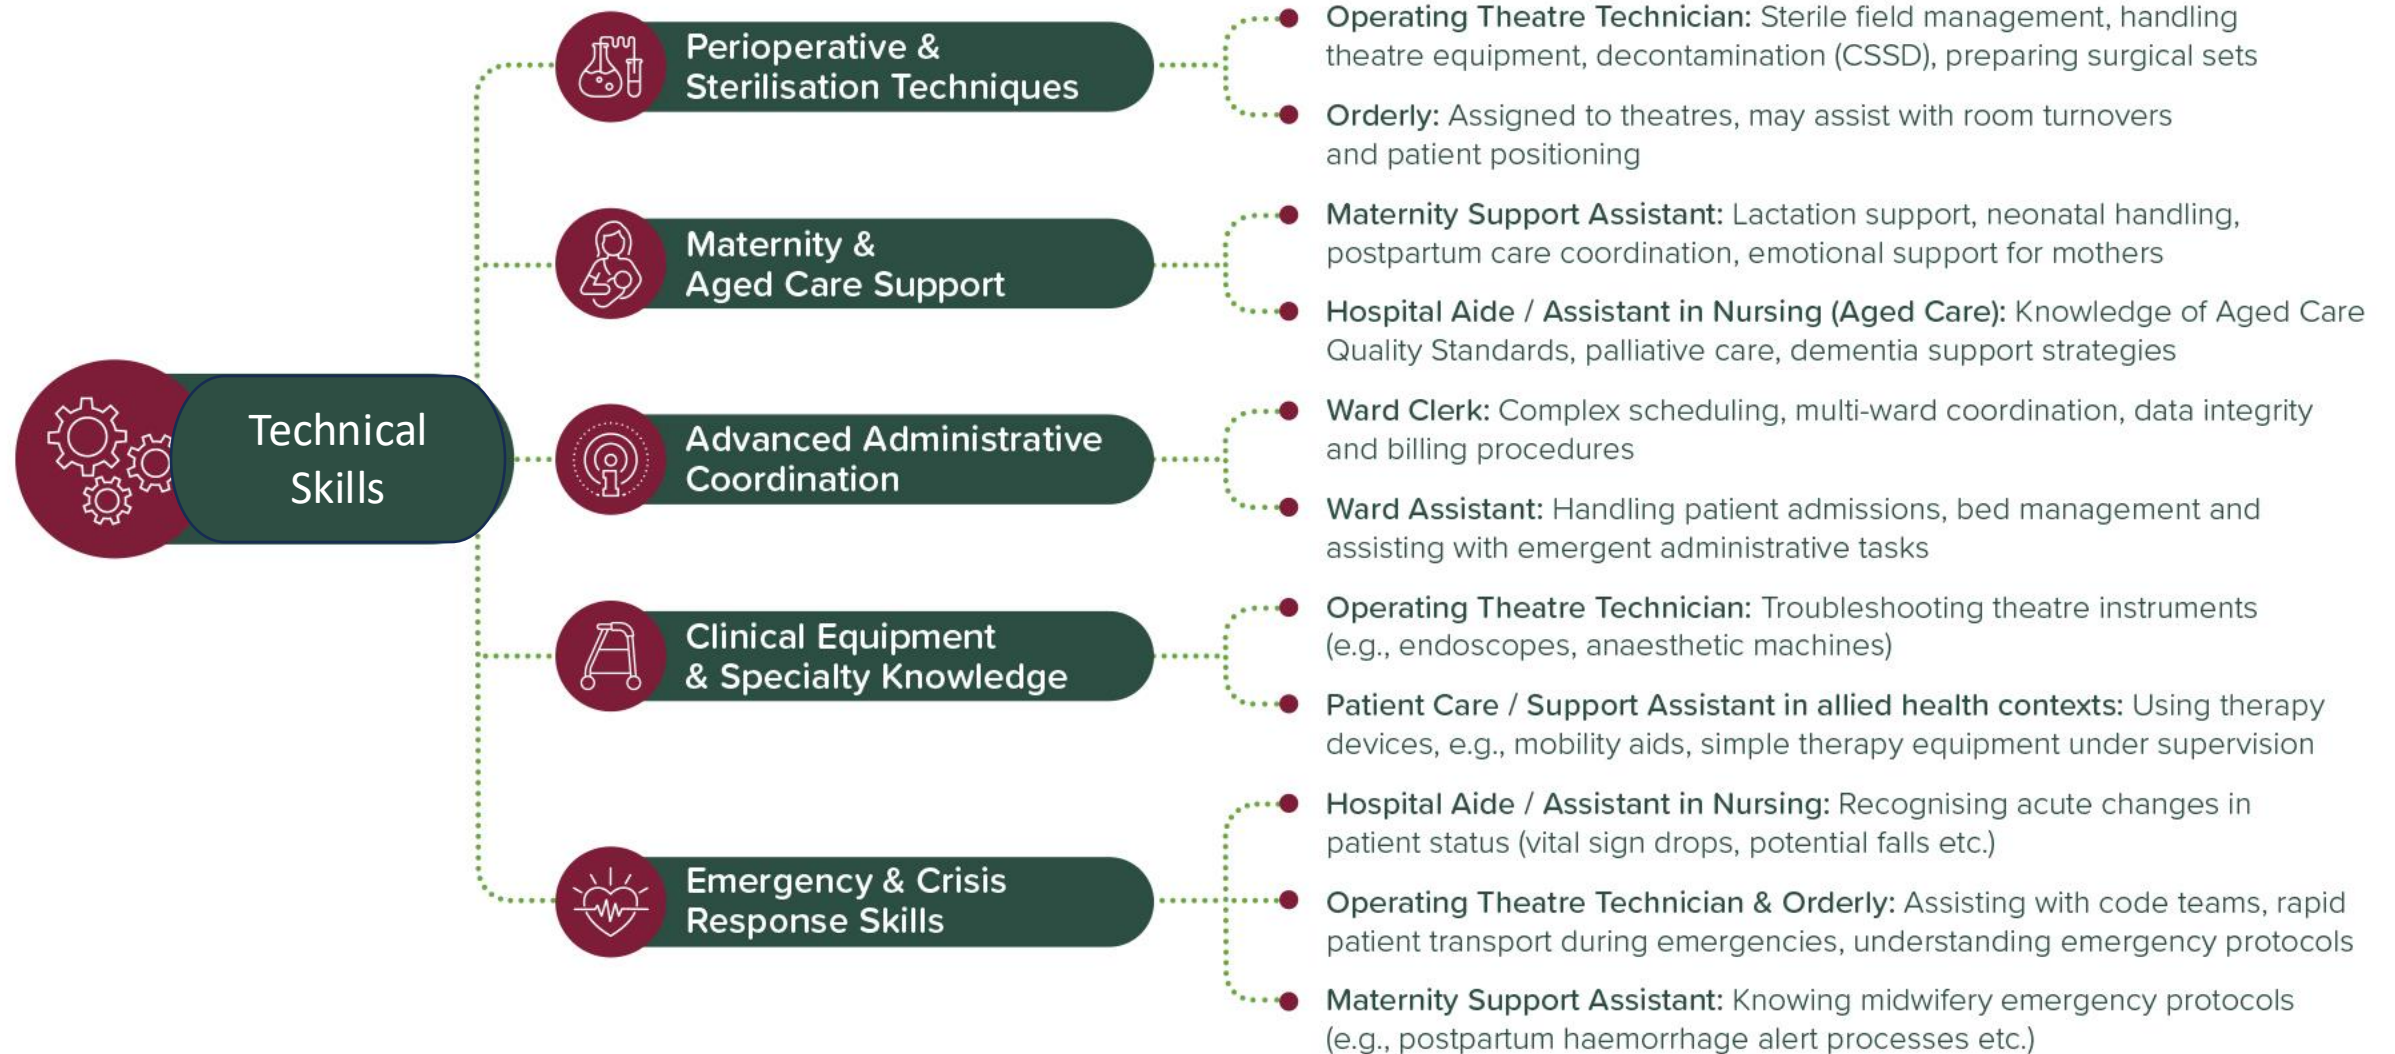 Technical
Skills
Perioperative &
Sterilisation Techniques
Operating Theatre Technician: Sterile field management, handling
theatre equipment, decontamination (CSSD), preparing surgical sets
Orderly: Assigned to theatres, may assist with room turnovers
and patient positioning
Maternity &
Aged Care Support
Maternity Support Assistant: Lactation support, neonatal handling,
postpartum care coordination, emotional support for mothers
Hospital Aide / Assistant in Nursing (Aged Care): Knowledge of Aged Care
Quality Standards, palliative care, dementia support strategies
Advanced Administrative
Coordination
Ward Clerk: Complex scheduling, multi-ward coordination, data integrity
and billing procedures
Ward Assistant: Handling patient admissions, bed management and
assisting with emergent administrative tasks
Clinical Equipment
& Specialty Knowledge
Operating Theatre Technician: Troubleshooting theatre instruments
(e.g., endoscopes, anaesthetic machines)
Patient Care / Support Assistant in allied health contexts: Using therapy
devices, e.g., mobility aids, simple therapy equipment under supervision
Emergency & Crisis
Response Skills
Hospital Aide / Assistant in Nursing: Recognising acute changes in
patient status (vital sign drops, potential falls etc.)
Operating Theatre Technician & Orderly: Assisting with code teams, rapid
patient transport during emergencies, understanding emergency protocols
Maternity Support Assistant: Knowing midwifery emergency protocols
(e.g., postpartum haemorrhage alert processes etc.)